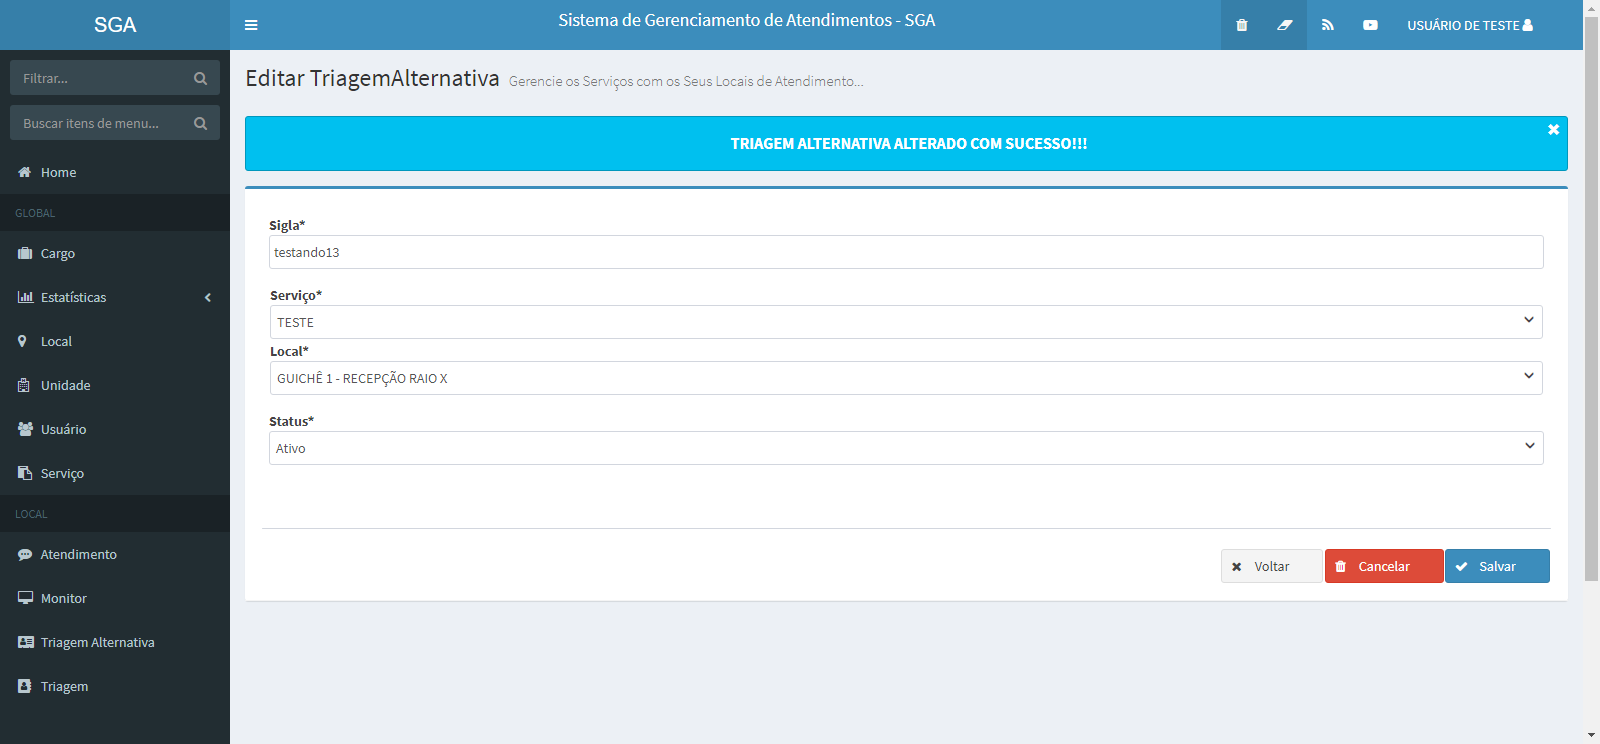 SGA
Sistema de Gerenciamento de Atendimentos - SGA
USUÁRIO DE TESTE
Filtrar...
Buscar itens de menu...
Home
GLOBAL
Cargo
Estatísticas
Local
Unidade
Usuário
Serviço
LOCAL
Atendimento
Monitor
Triagem Alternativa
Triagem
Editar TriagemAlternativa Gerencie os Serviços com os Seus Locais de Atendimento...
TRIAGEM ALTERNATIVA ALTERADO COM SUCESSO!!!
Sigla*
testando13
Serviço*
TESTE
Local*
GUICHÊ 1 - RECEPÇÃO RAIO X
Status*
Ativo
Voltar
Cancelar
Salvar